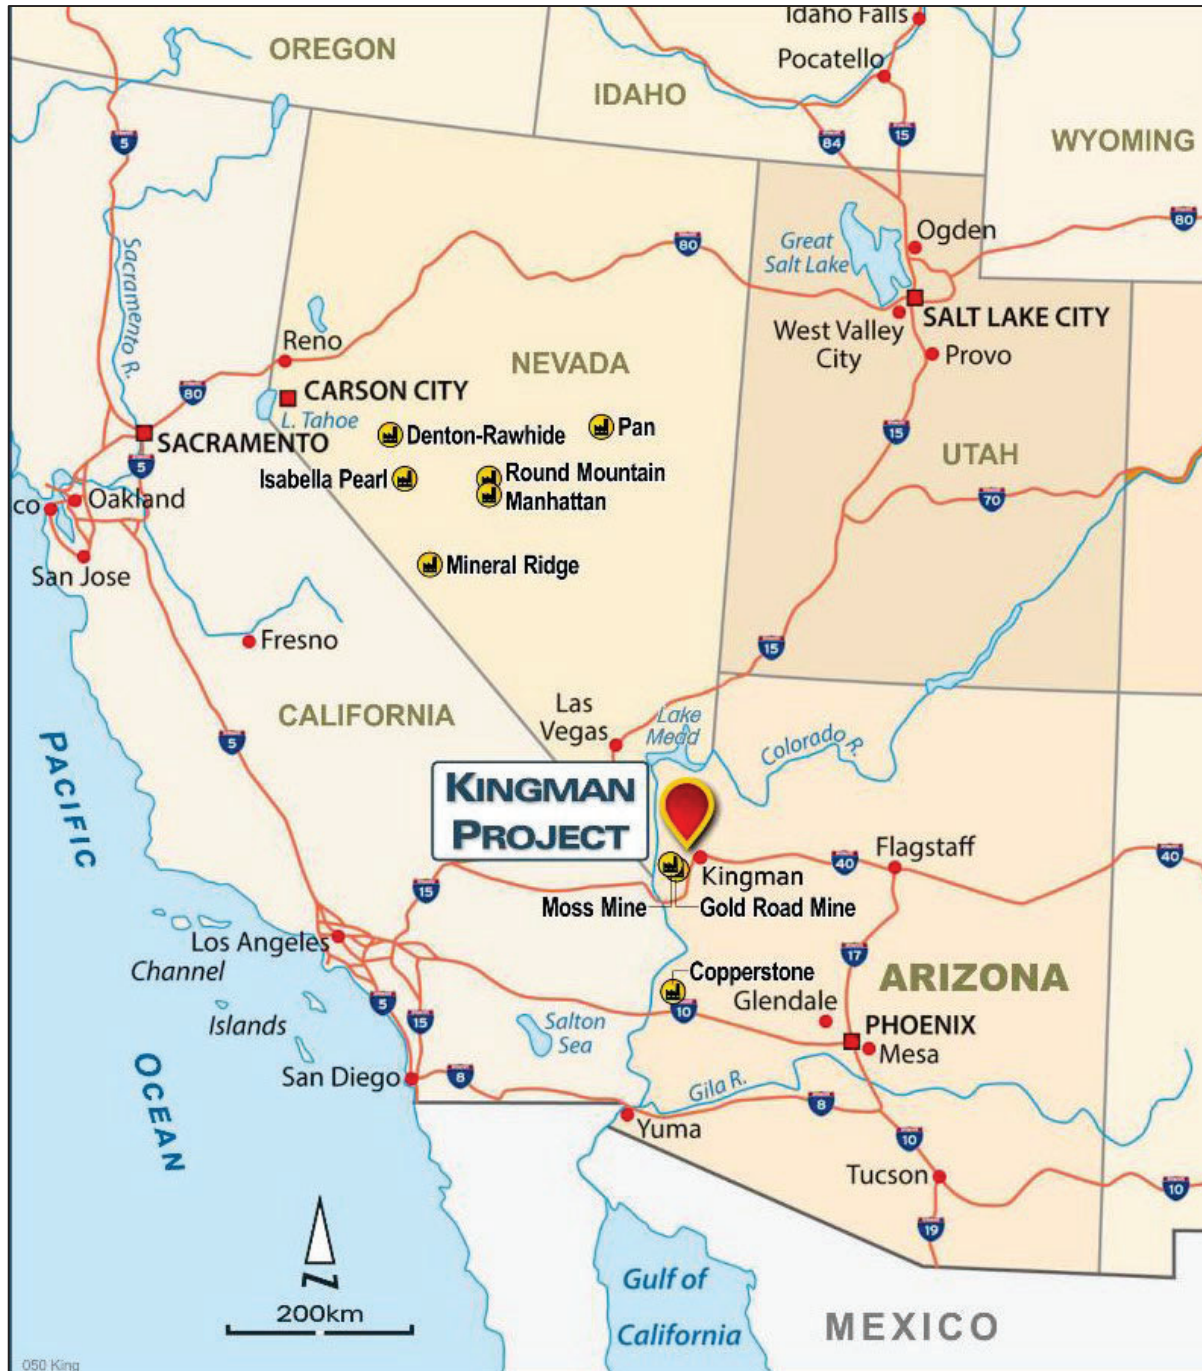 Idaho Falls
OREGON
Pocatello
IDAHO
5
84
15
WYOMING
80
Sacramento R.
Great
Salt Lake
Ogden
80
SALT LAKE CITY
West Valley
City
Provo
Reno
NEVADA
80
CARSON CITY
L. Tahoe
SACRAMENTO
Denton-Rawhide
Pan
15
UTAH
5
Isabella Pearl
Round Mountain
Manhattan
70
co
Oakland
San Jose
Mineral Ridge
Fresno
15
CALIFORNIA
Las
Vegas
Lake
Mead
Colorado R.
5
PACIFIC
OCEAN
KINGMAN
PROJECT
Flagstaff
40
40
Kingman
15
Moss Mine
Gold Road Mine
Los Angeles
17
Channel
Islands
Copperstone
ARIZONA
Glendale
10
5
15
Salton
Sea
PHOENIX
Mesa
San Diego
8
Gila R.
8
Yuma
10
Tucson
10
19
N
200km
Gulf of
California
MEXICO
050 King